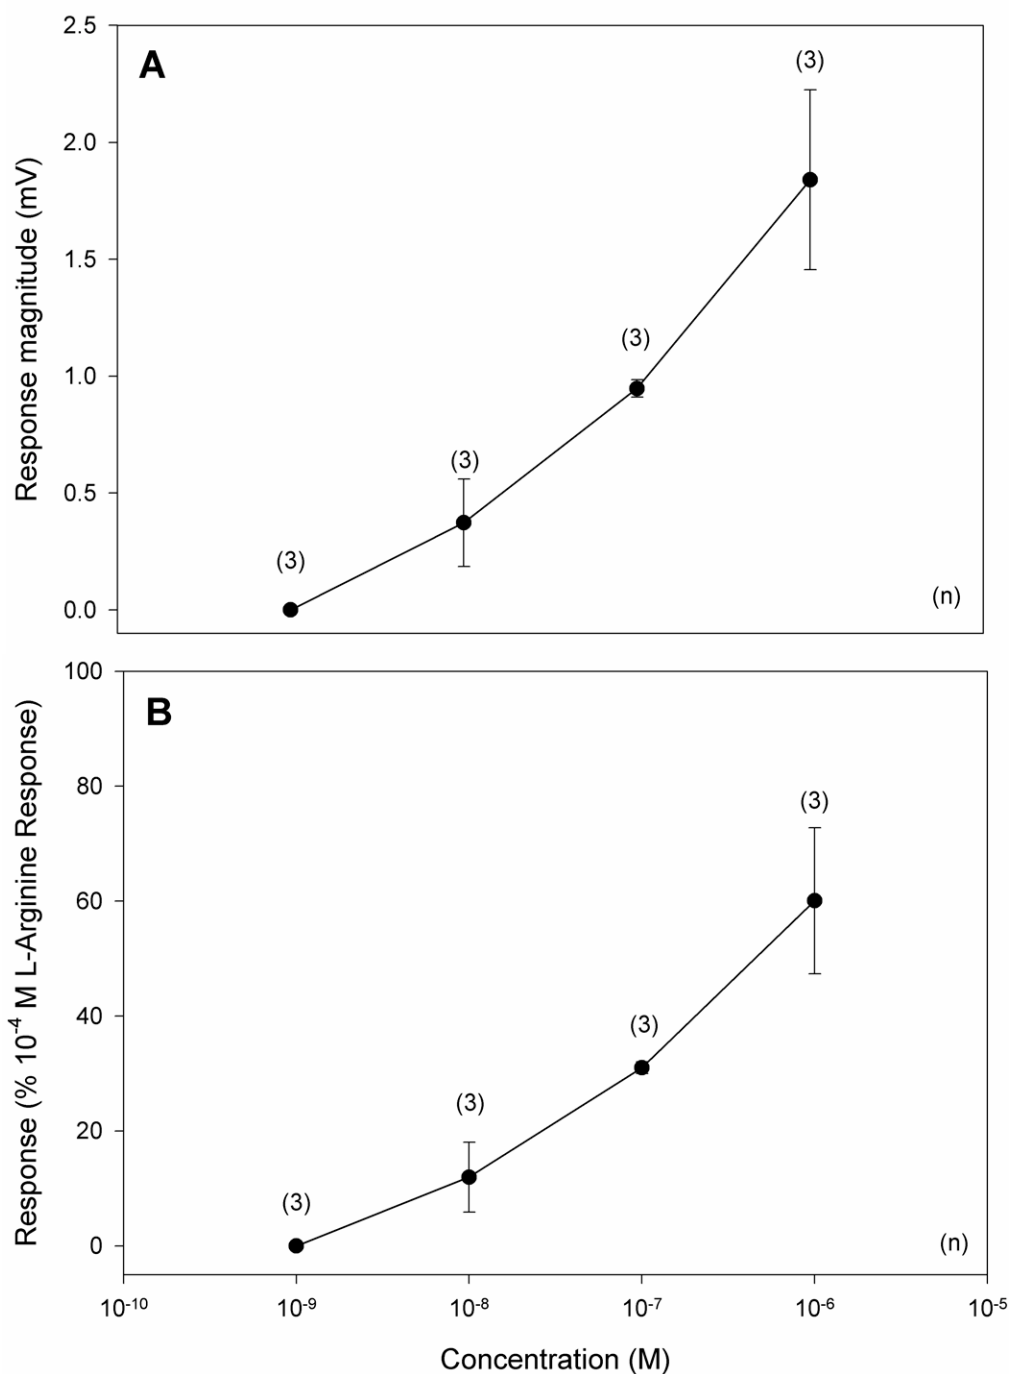 A
Response magnitude (mV)
2.5
2.0
1.5
1.0
0.5
0.0
(3)
(3)
(3)
(3)
(n)
B
Response (% 10⁻⁴ M L-Arginine Response)
100
80
60
40
20
0
(3)
(3)
(3)
(3)
(n)
10⁻¹⁰ 10⁻⁹ 10⁻⁸ 10⁻⁷ 10⁻⁶ 10⁻⁵
Concentration (M)